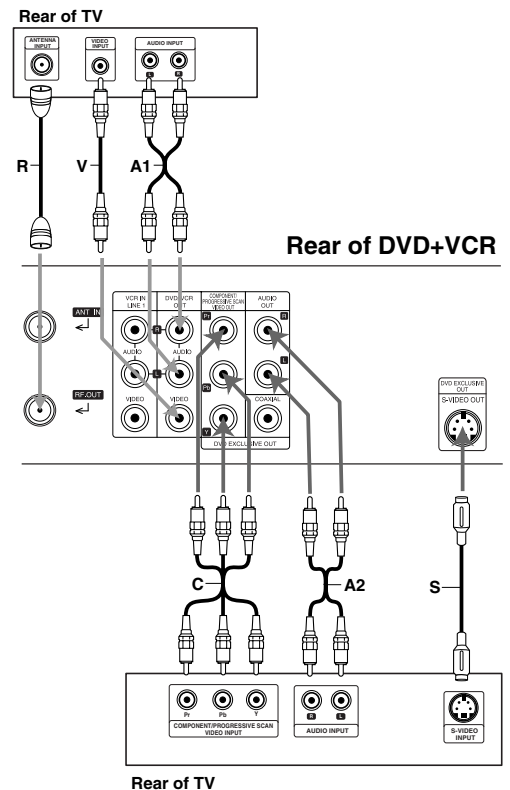 Rear of TV
ANTENNA
INPUT
VIDEO
INPUT
AUDIO INPUT
L
R
R
V
A1
Rear of DVD+VCR
ANT IN
RF.OUT
VCR IN
LINE 1
DVD/VCR
OUT
COMPONENT/
PROGRESSIVE SCAN
VIDEO OUT
AUDIO
OUT
R
Pr
R
AUDIO
AUDIO
L
Pb
L
VIDEO
VIDEO
Y
COAXIAL
DVD EXCLUSIVE OUT
DVD EXCLUSIVE
OUT
S-VIDEO OUT
C
A2
S
Pr
Pb
Y
COMPONENT/PROGRESSIVE SCAN
VIDEO INPUT
R
L
AUDIO INPUT
S-VIDEO
INPUT
Rear of TV